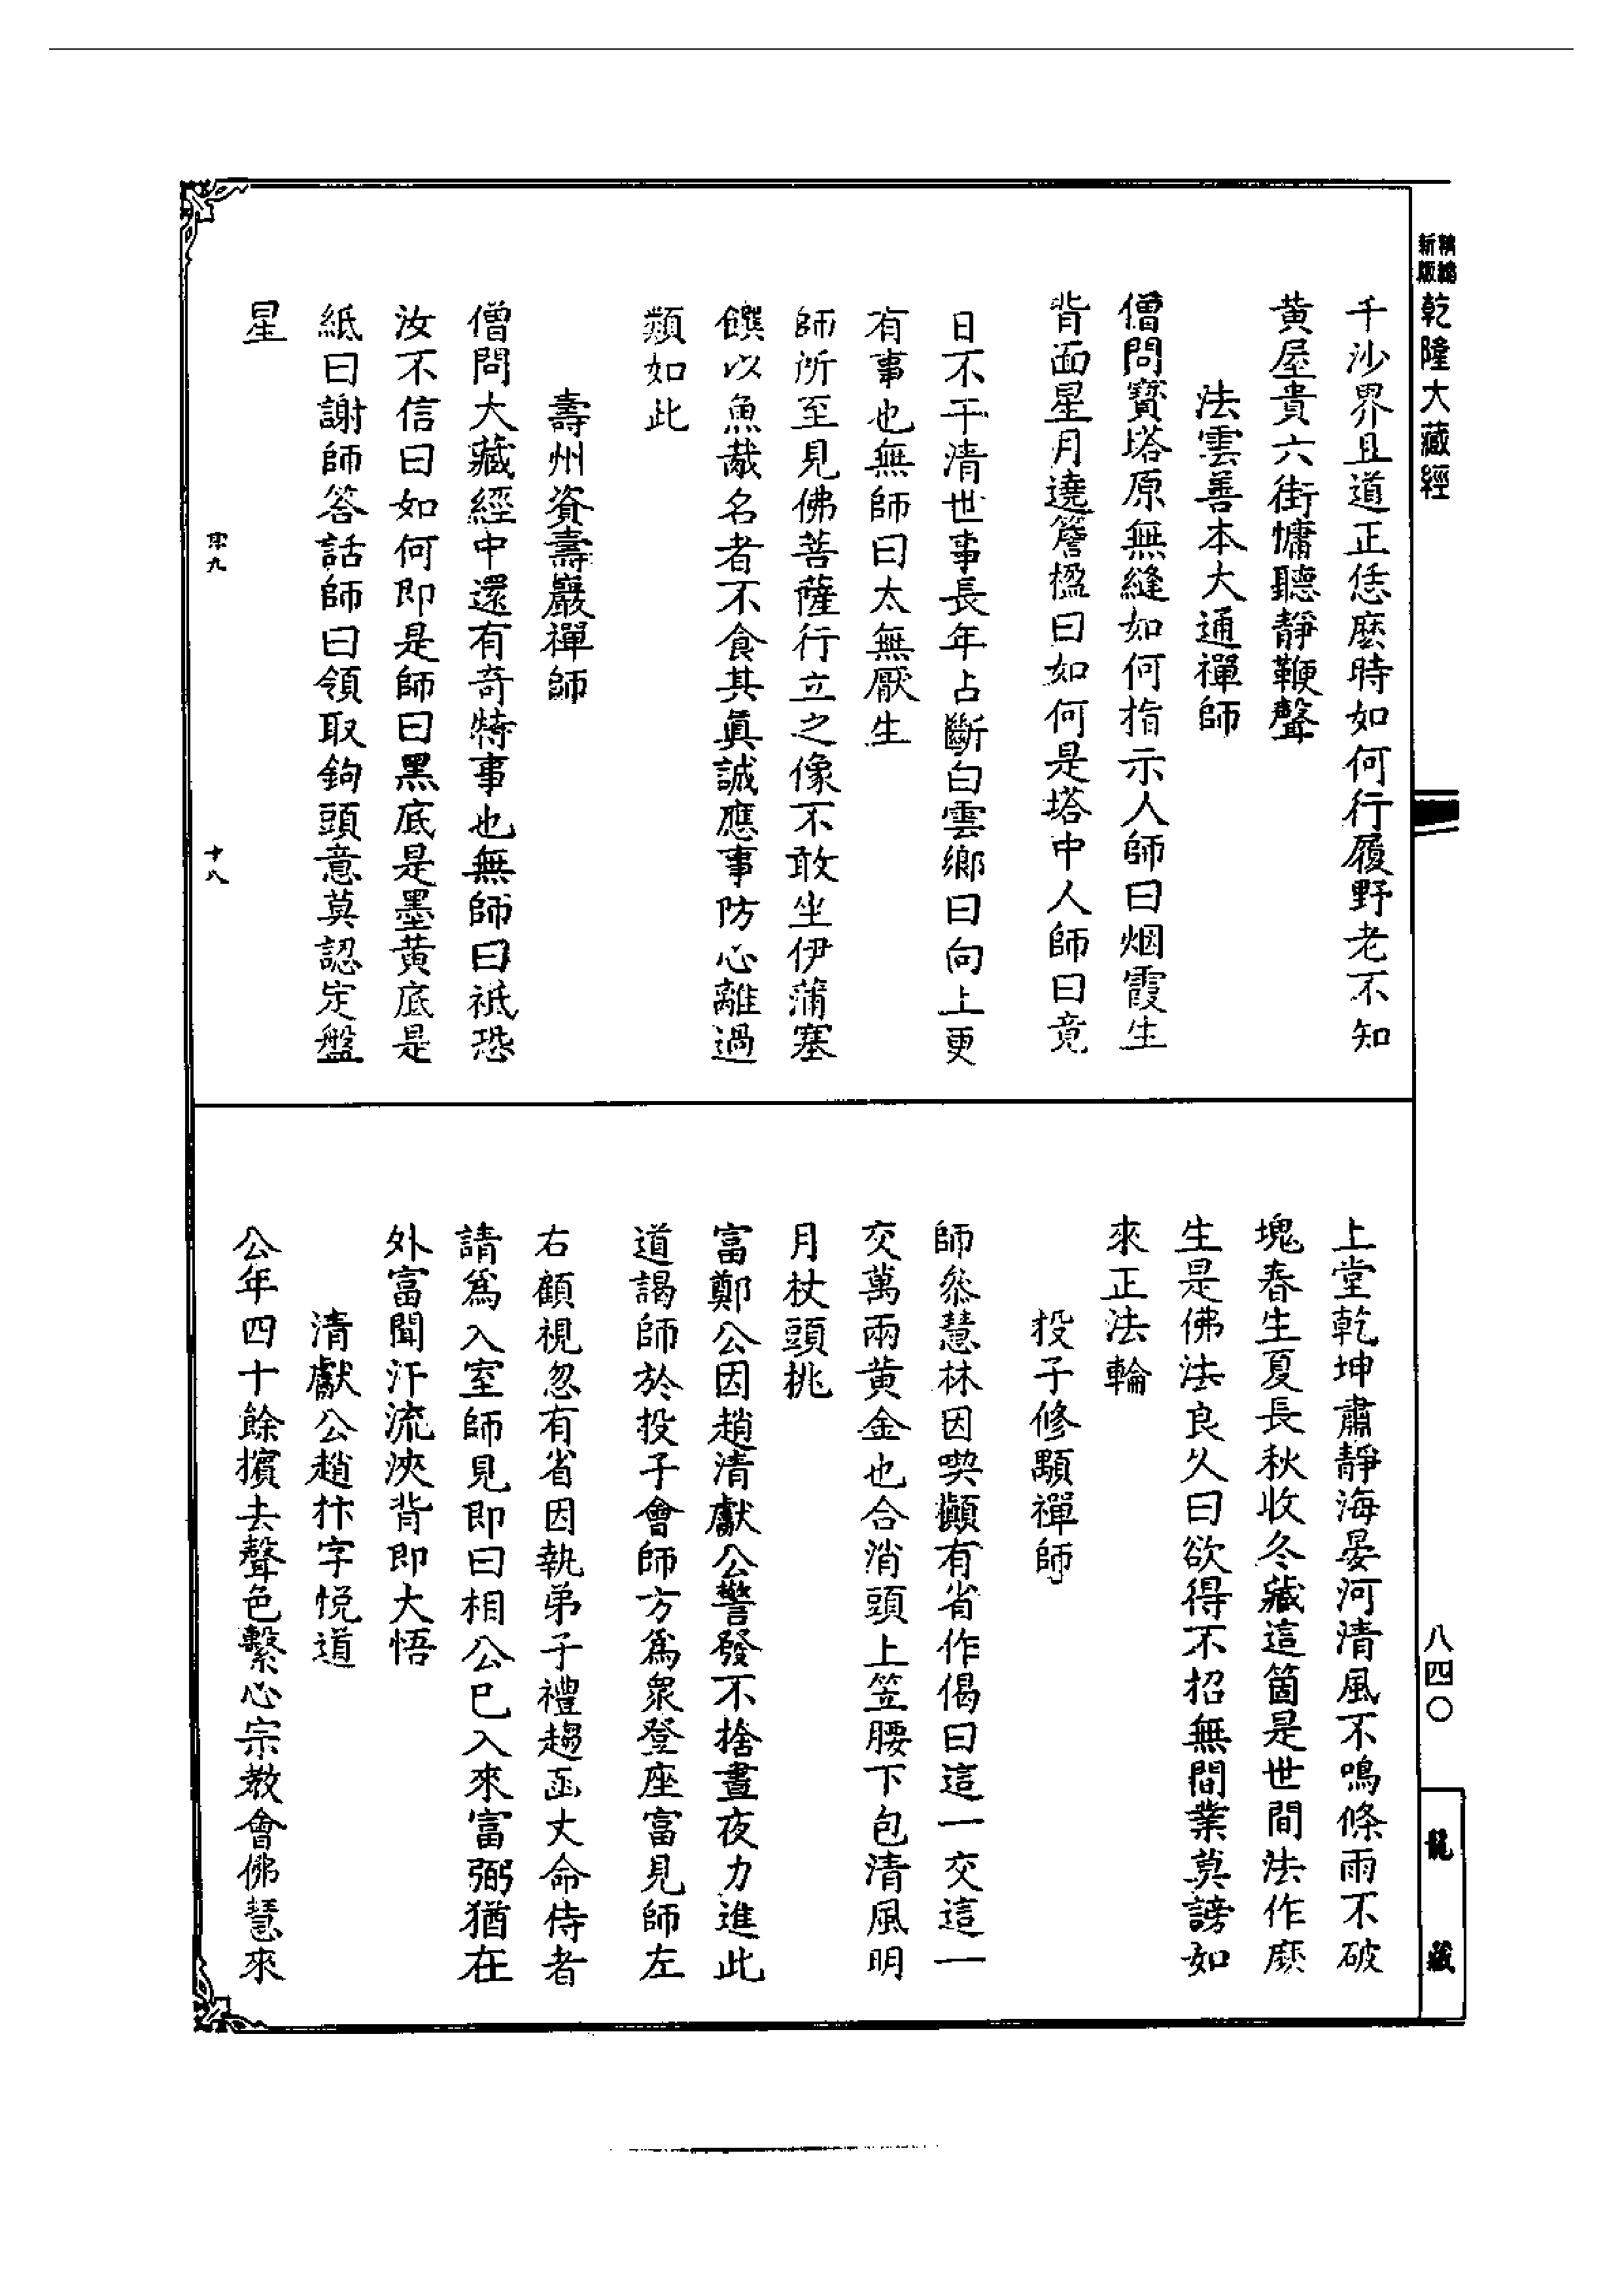 新編
新版
乾隆大藏經
千沙界且道正恁麽時如何行履野老不知
黃屋貴六街慵聽靜鞭聲
法雲善本大通禪師
僧問寶塔原無縫如何指示人師曰烟霞生
背面星月遶簷楹曰如何是塔中人師曰竟
日不干清世事長年占斷白雲鄉曰向上更
有事也無師曰太無厭生
師所至見佛菩薩行立之像不敢坐伊蒲塞
饌以魚胾名者不食其眞誠應事防心離過
類如此
壽州資壽巖禪師
僧問大藏經中還有奇特事也無師曰祇恐
汝不信曰如何即是師曰黑底是墨黃底是
紙曰謝師答話師曰領取鉤頭意莫認定盤
星
九
十八
上堂乾坤肅靜海晏河清風不鳴條雨不破
塊春生夏長秋收冬藏這箇是世間法作麽
生是佛法良久曰欲得不招無間業莫謗如
來正法輪
投子修顒禪師
師叅慧林因喫攧有省作偈曰這一交這一
交萬兩黃金也合消頭上笠腰下包清風明
月杖頭挑
富鄭公因趙清獻公警發不捨晝夜力進此
道謁師於投子會師方爲衆登座富見師左
右顧視忽有省因執弟子禮趨函丈命侍者
請爲入室師見即曰相公已入來富弼猶在
外富聞汗流浹背即大悟
清獻公趙抃字悅道
公年四十餘擯去聲色繫心宗教會佛慧來
八四〇
龍藏